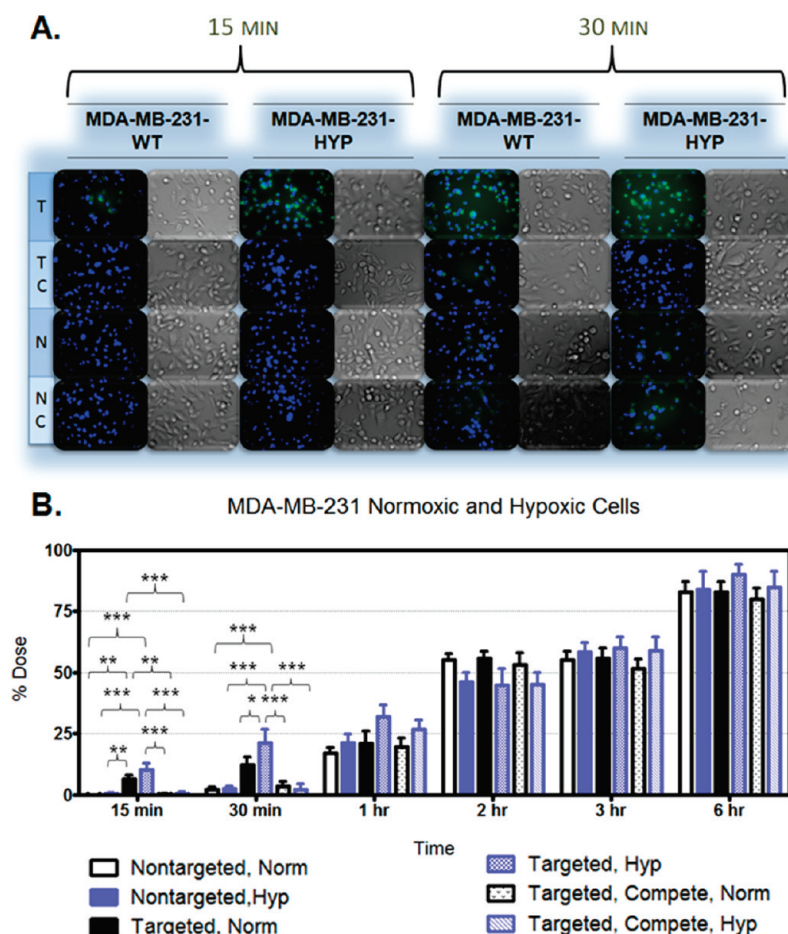 A.
15 MIN 30 MIN
MDA-MB-231-WT MDA-MB-231-HYP MDA-MB-231-WT MDA-MB-231-HYP
T
T C
N
N C
B. MDA-MB-231 Normoxic and Hypoxic Cells
100
***
75
***
***
** **
50
*** ***
*** ***
25
* ***
***
**
0
% Dose
15 min 30 min 1 hr 2 hr 3 hr 6 hr
Time
Nontargeted, Norm Targeted, Hyp
Nontargeted,Hyp Targeted, Compete, Norm
Targeted, Norm Targeted, Compete, Hyp